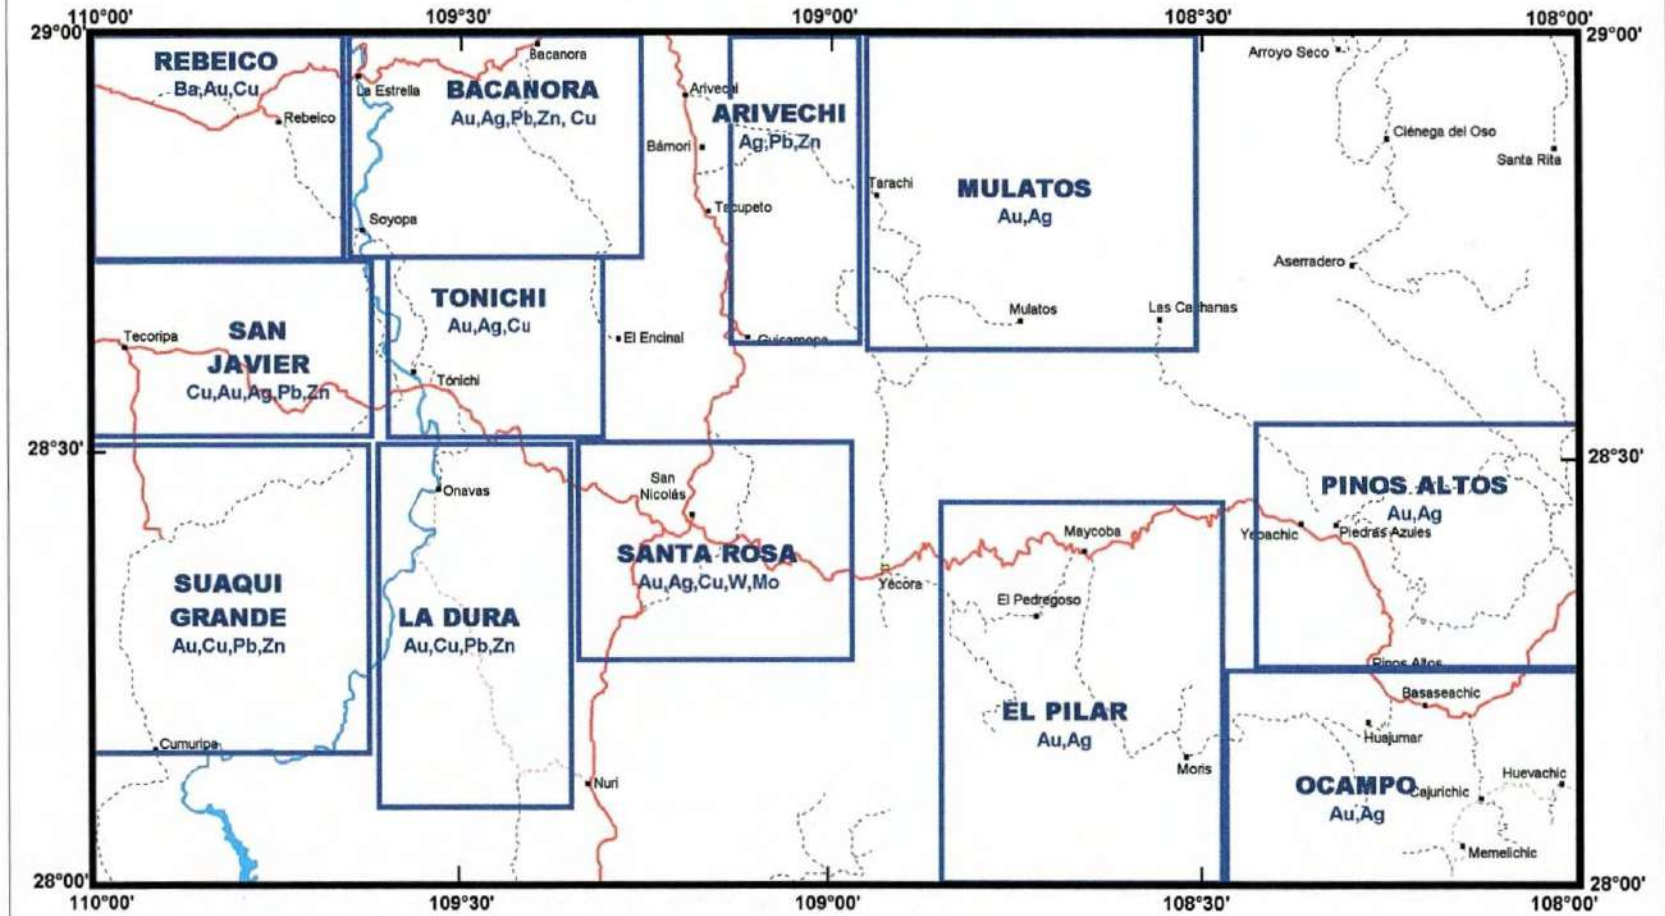 110°00'
109°30'
109°00'
108°30'
108°00'
29°00'
29°00'
REBEICO
Ba,Au,Cu
Rebeico
La Estrella
Bacanora
BACANORA
Au,Ag,Pb,Zn, Cu
Soyopa
Arivechi
ARIVECHI
Ag,Pb,Zn
Bámori
Tacupeto
Tarachi
MULATOS
Au,Ag
Mulatos
Las Cachanas
Arroyo Seco
Ciénega del Oso
Santa Rita
Aserradero
Tecoripa
SAN
JAVIER
Cu,Au,Ag,Pb,Zn
TONICHI
Au,Ag,Cu
Tónichi
El Encinal
Guisamopa
28°30'
28°30'
SUAQUI
GRANDE
Au,Cu,Pb,Zn
Cumuripa
Onavas
LA DURA
Au,Cu,Pb,Zn
Nuri
San
Nicolás
SANTA ROSA
Au,Ag,Cu,W,Mo
Yécora
Maycoba
El Pedregoso
EL PILAR
Au,Ag
Moris
PINOS ALTOS
Au,Ag
Yepachic
Piedras Azules
Pinos Altos
Basaseachic
Huajumar
OCAMPO
Au,Ag
Cajurichic
Huevachic
Memelichic
28°00'
28°00'
110°00'
109°30'
109°00'
108°30'
108°00'